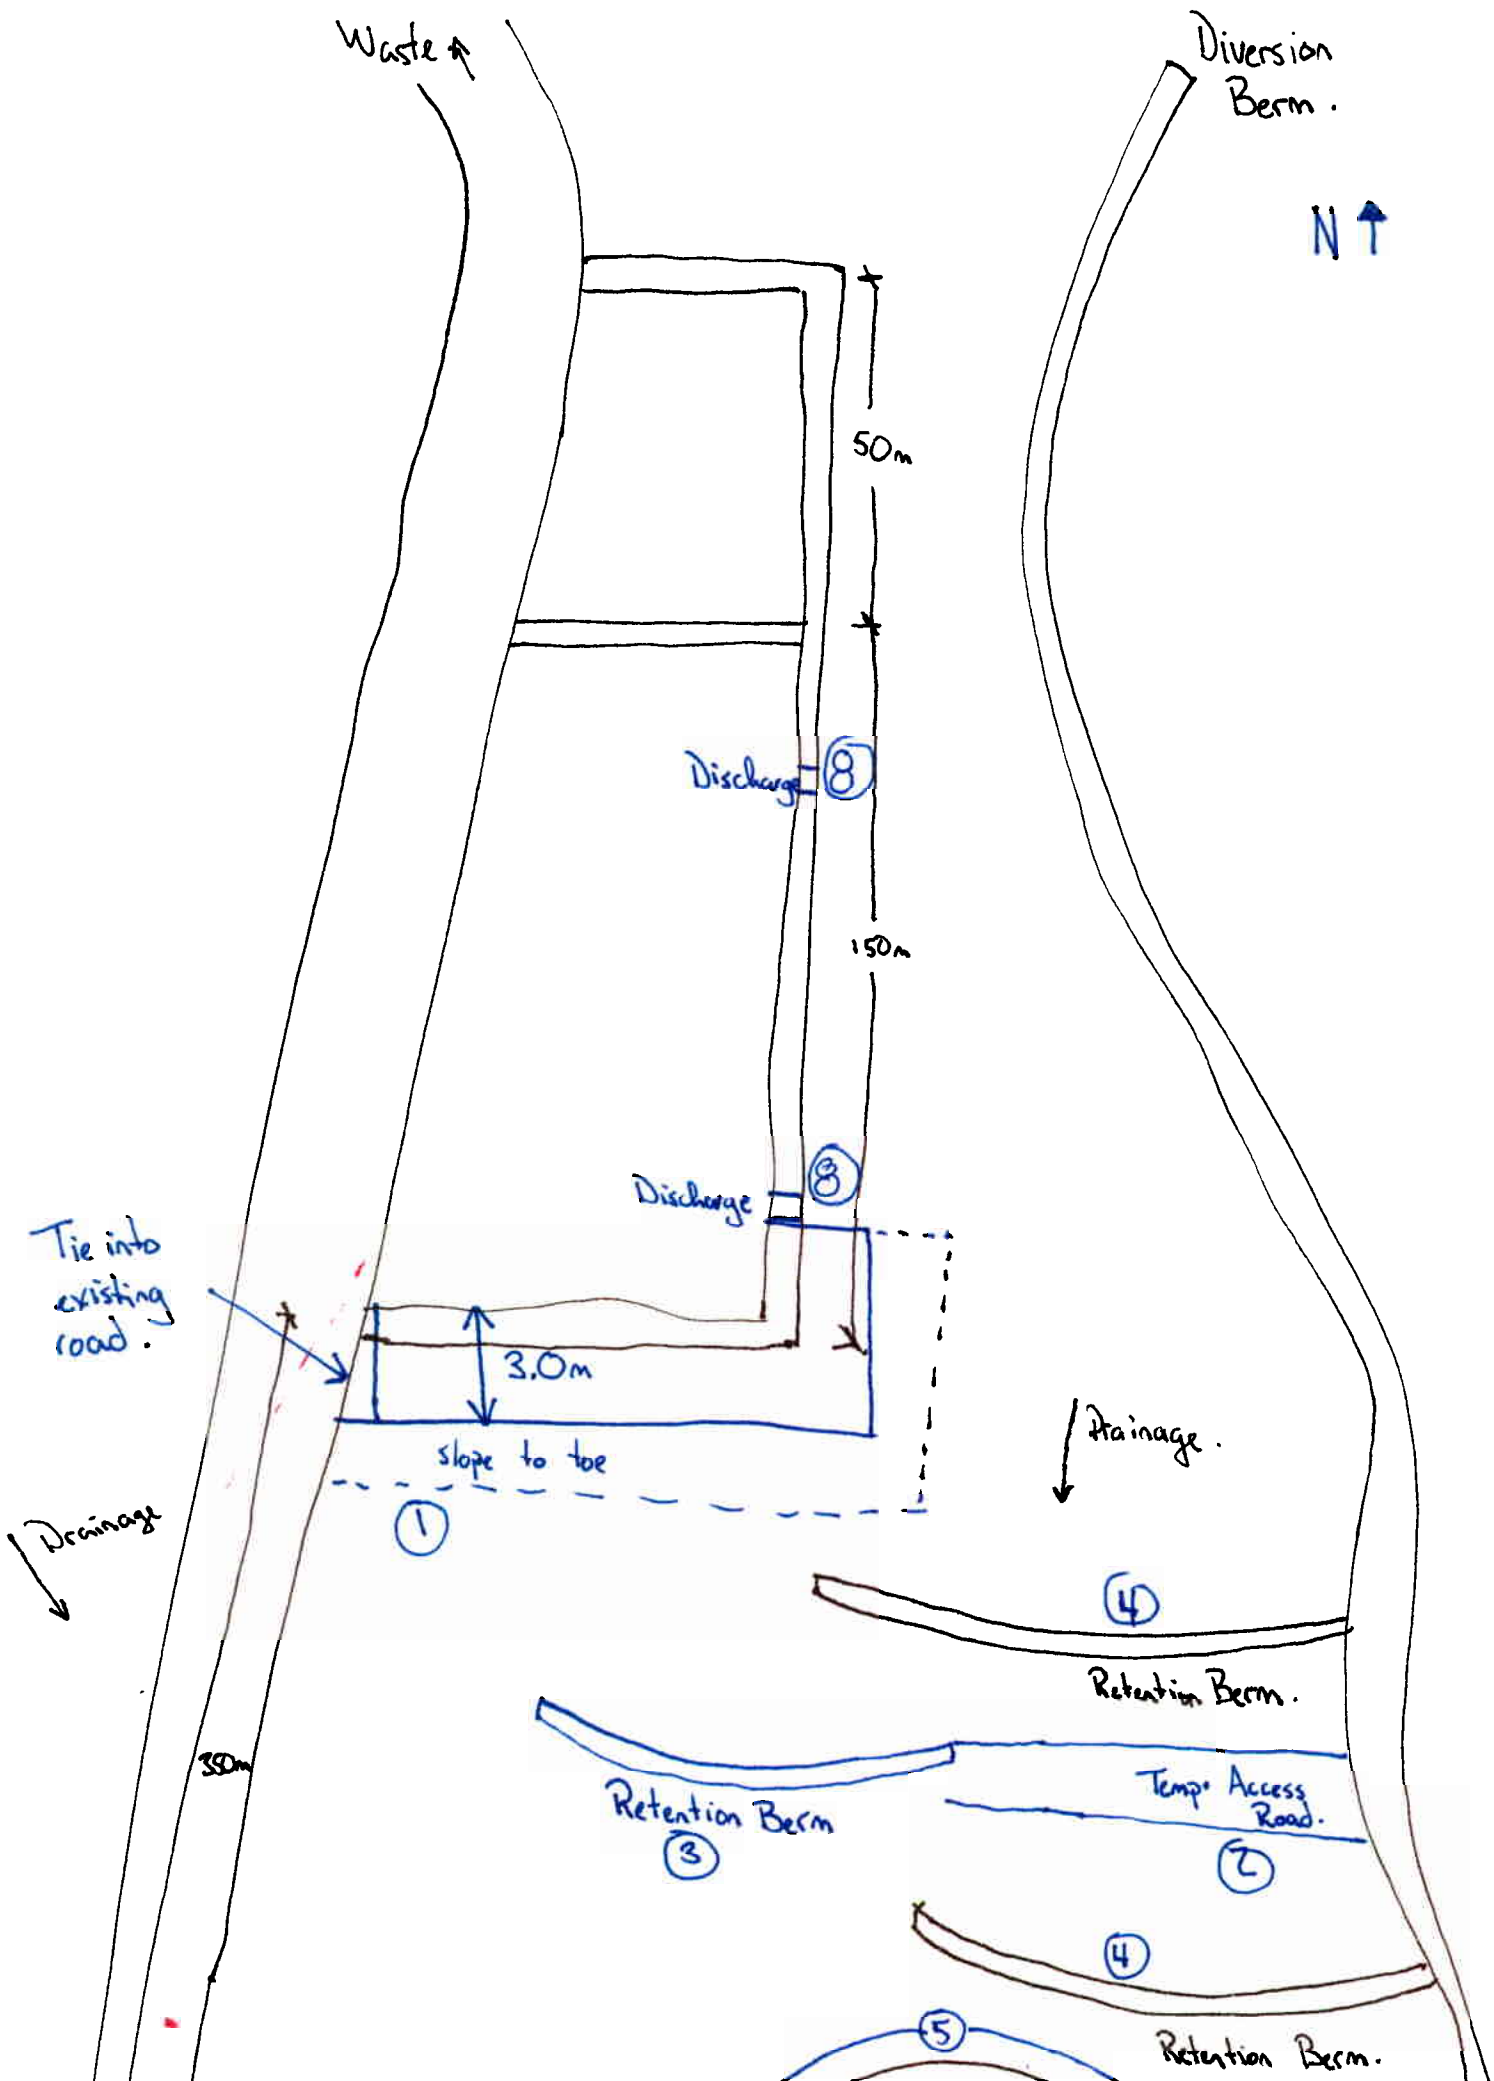 Waste ↑
Diversion
Berm.
N ↑
50m
Discharge
8
150m
Discharge
8
Tie into
existing
road.
3.0m
slope to toe
1
Drainage.
Drainage
4
Retention Berm.
350m
Temp. Access
Road.
Retention Berm
3
2
4
5
Retention Berm.